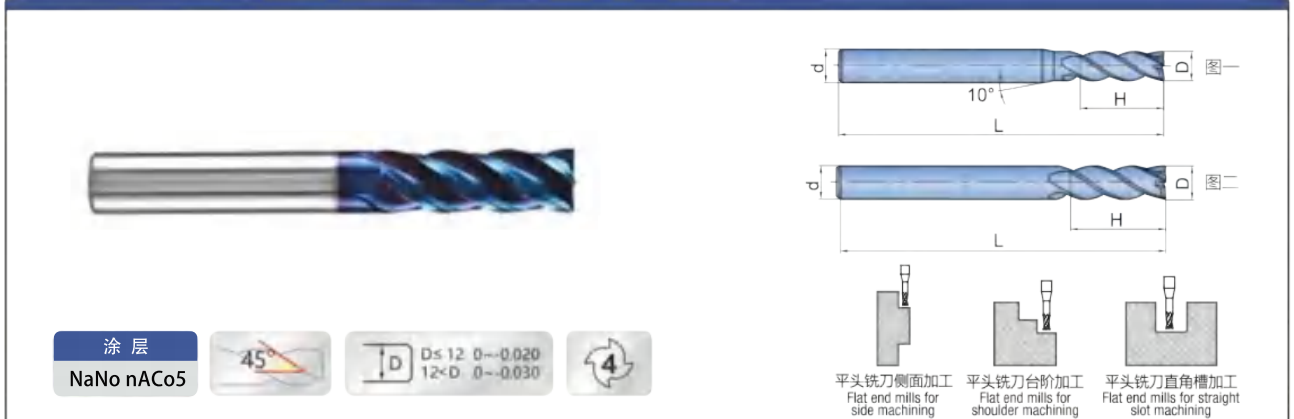 d
10°
H
D
图一
L
d
H
D
图二
L
涂 层
NaNo nACo5
45°
D
D≤12 0~-0.020
12<D 0~-0.030
4
平头铣刀侧面加工
Flat end mills for
side machining
平头铣刀台阶加工
Flat end mills for
shoulder machining
平头铣刀直角槽加工
Flat end mills for straight
slot machining